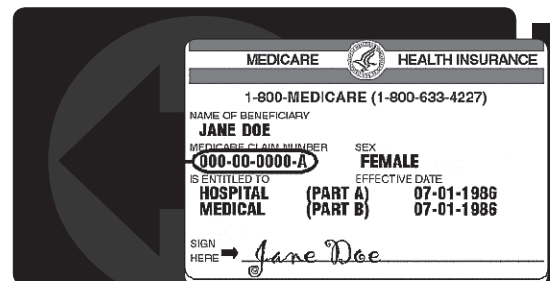 MEDICARE HEALTH INSURANCE
1-800-MEDICARE (1-800-633-4227)
NAME OF BENEFICIARY
JANE DOE
MEDICARE CLAIM NUMBER SEX
000-00-0000-A FEMALE
IS ENTITLED TO EFFECTIVE DATE
HOSPITAL (PART A) 07-01-1986
MEDICAL (PART B) 07-01-1986
SIGN
HERE Jane Doe